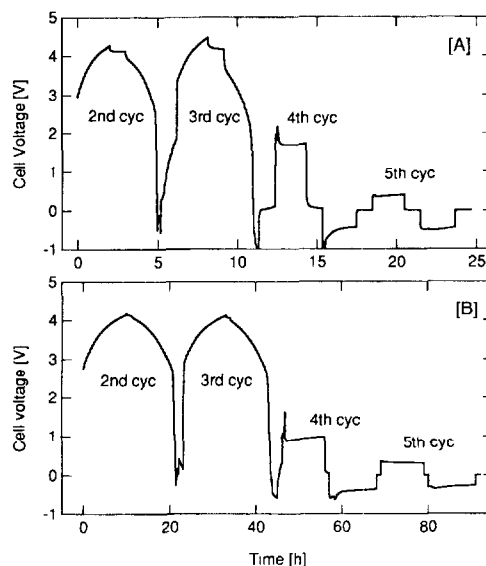 [A]
5
4
3
2
1
0
-1
Cell Voltage [V]
2nd cyc
3rd cyc
4th cyc
5th cyc
0
5
10
15
20
25
[B]
5
4
3
2
1
0
-1
Cell voltage [V]
2nd cyc
3rd cyc
4th cyc
5th cyc
0
20
40
60
80
Time [h]